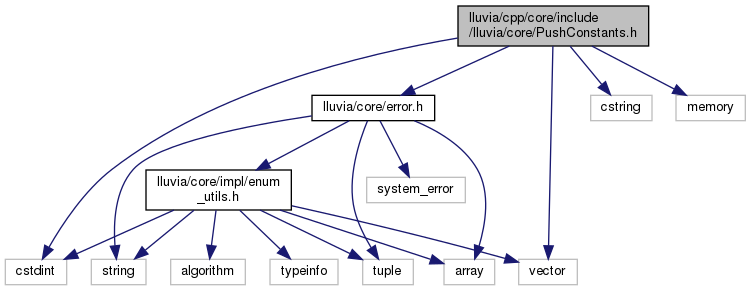 lluvia/cpp/core/include
/lluvia/core/PushConstants.h
lluvia/core/error.h
cstring
memory
lluvia/core/impl/enum
_utils.h
system_error
cstdint
string
algorithm
typeinfo
tuple
array
vector